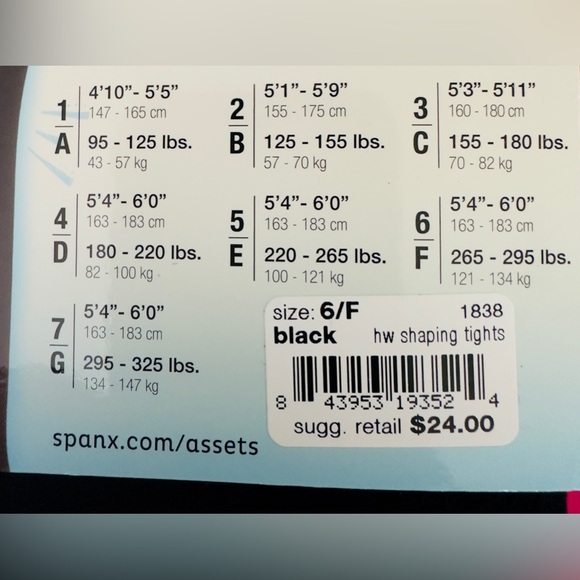 1
A
4'10"- 5'5"
147 - 165 cm
95 - 125 lbs.
43 - 57 kg
2
B
5'1"- 5'9"
155 - 175 cm
125 - 155 lbs.
57 - 70 kg
3
C
5'3"- 5'11"
160 - 180 cm
155 - 180 lbs.
70 - 82 kg
4
D
5'4"- 6'0"
163 - 183 cm
180 - 220 lbs.
82 - 100 kg
5
E
5'4"- 6'0"
163 - 183 cm
220 - 265 lbs.
100 - 121 kg
6
F
5'4"- 6'0"
163 - 183 cm
265 - 295 lbs.
121 - 134 kg
7
G
5'4"- 6'0"
163 - 183 cm
295 - 325 lbs.
134 - 147 kg
size: 6/F 1838
black hw shaping tights
8 43953 19352 4
sugg. retail $24.00
spanx.com/assets